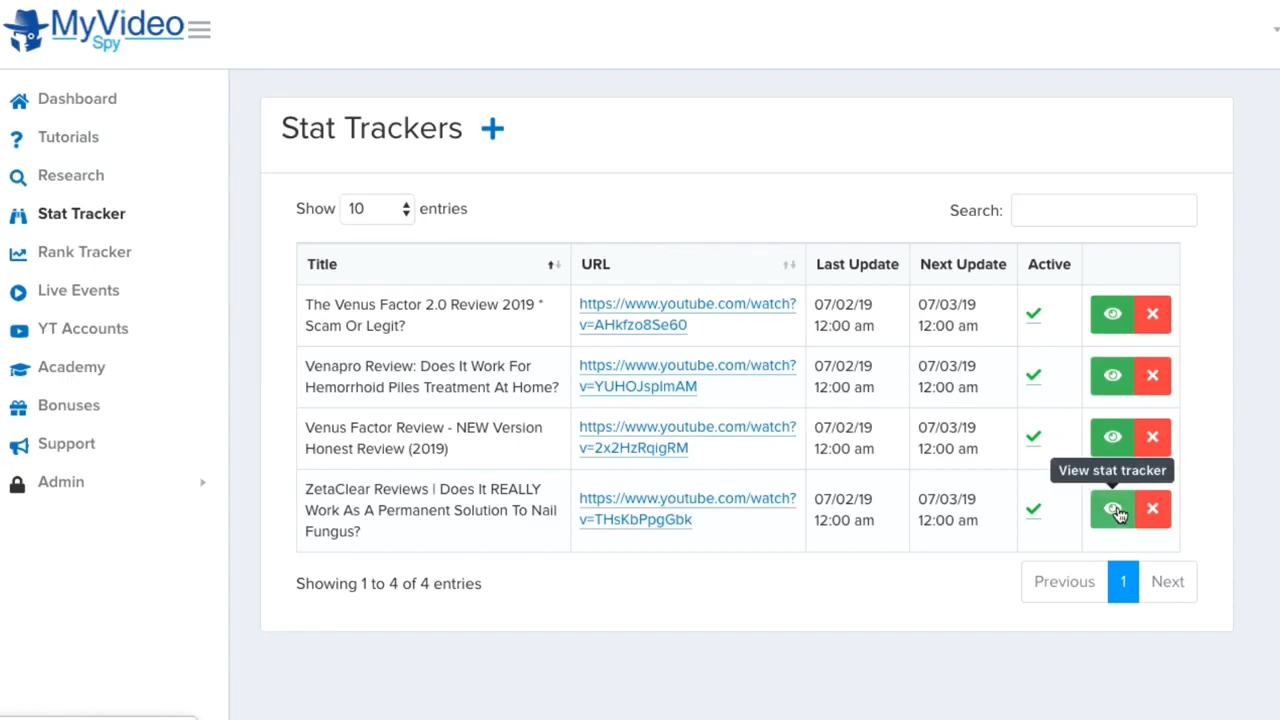 MyVideo
Spy
Dashboard
Tutorials
Research
Stat Tracker
Rank Tracker
Live Events
YT Accounts
Academy
Bonuses
Support
Admin
Stat Trackers
Show 10 entries
Search:
Title URL Last Update Next Update Active
The Venus Factor 2.0 Review 2019 *
Scam Or Legit?
https://www.youtube.com/watch?
v=AHkfzo8Se60
07/02/19
12:00 am
07/03/19
12:00 am
Venapro Review: Does It Work For
Hemorrhoid Piles Treatment At Home?
https://www.youtube.com/watch?
v=YUHOJspImAM
07/02/19
12:00 am
07/03/19
12:00 am
Venus Factor Review - NEW Version
Honest Review (2019)
https://www.youtube.com/watch?
v=2x2HzRqigRM
07/02/19
12:00 am
07/03/19
12:00 am
View stat tracker
ZetaClear Reviews | Does It REALLY
Work As A Permanent Solution To Nail
Fungus?
https://www.youtube.com/watch?
v=THsKbPpgGbk
07/02/19
12:00 am
07/03/19
12:00 am
Showing 1 to 4 of 4 entries
Previous 1 Next